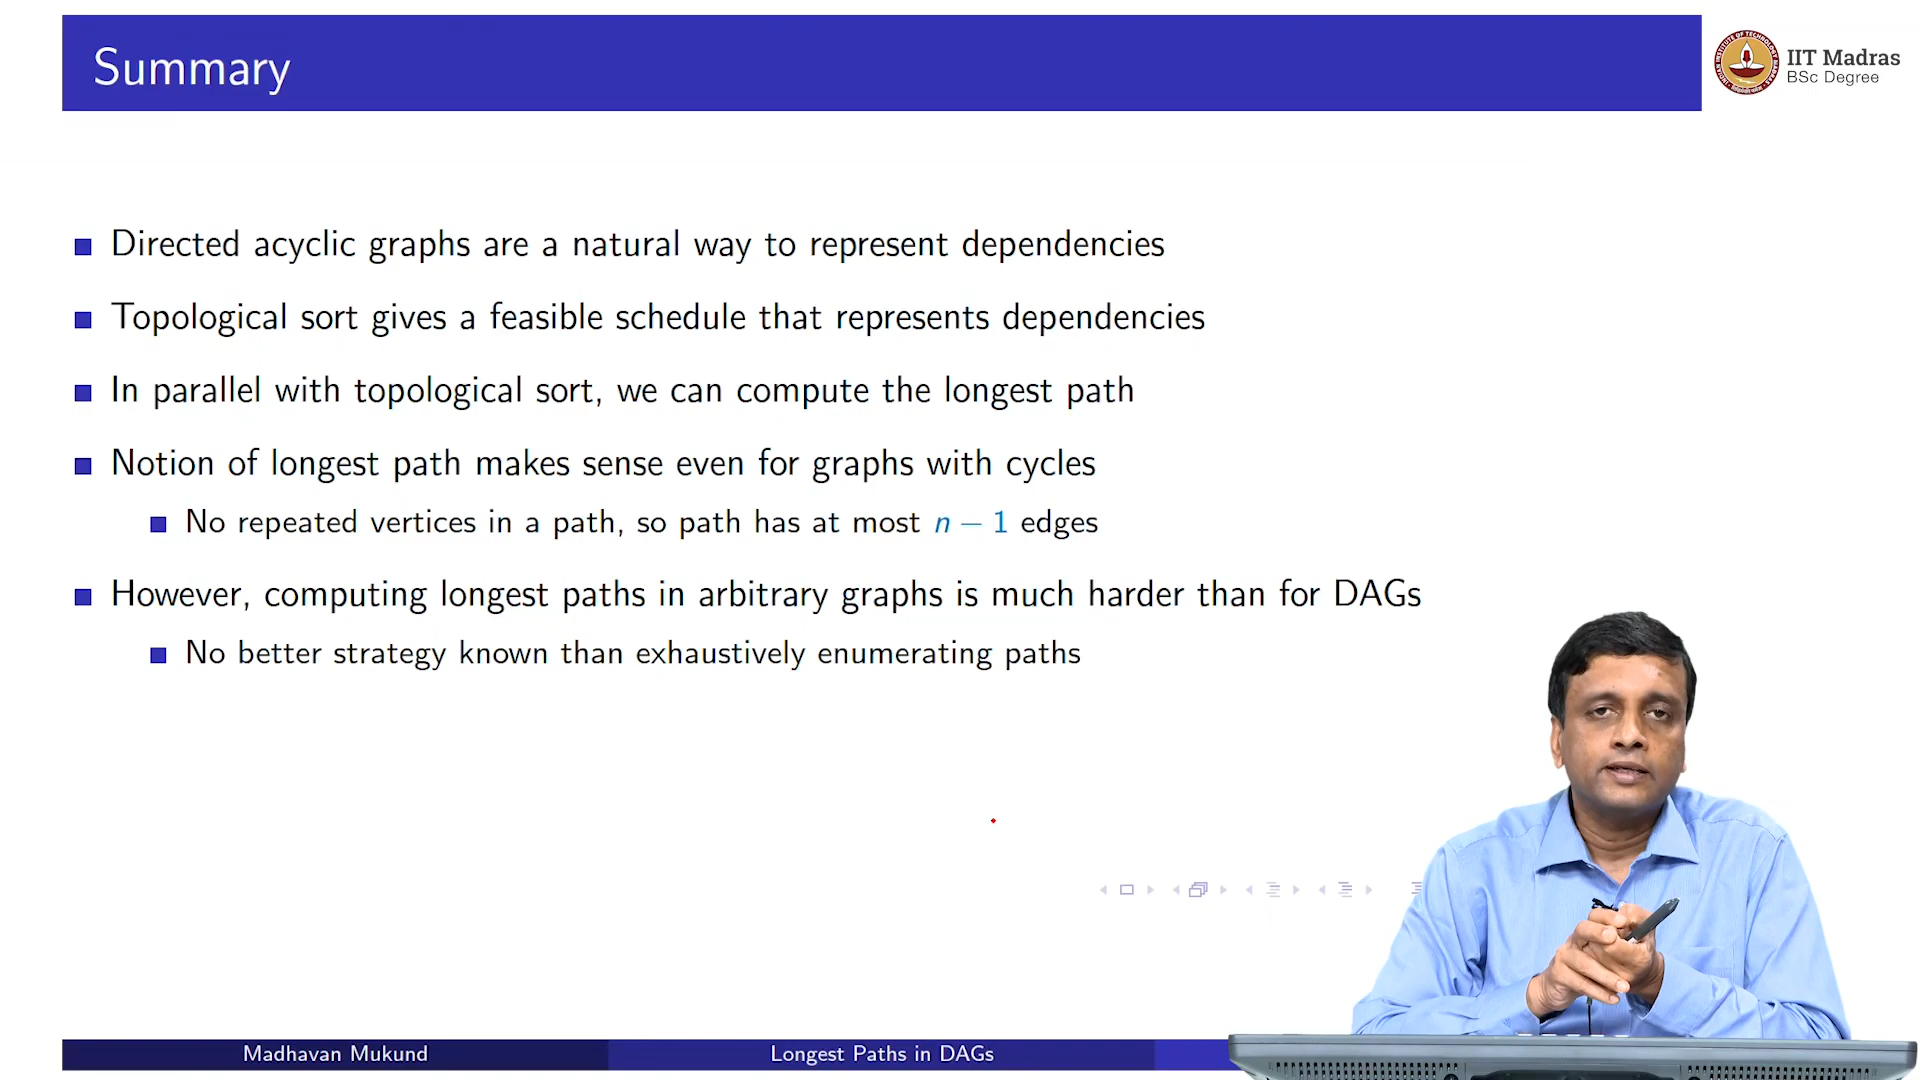 Summary
IIT Madras
BSc Degree
Directed acyclic graphs are a natural way to represent dependencies
Topological sort gives a feasible schedule that represents dependencies
In parallel with topological sort, we can compute the longest path
Notion of longest path makes sense even for graphs with cycles
No repeated vertices in a path, so path has at most n − 1 edges
However, computing longest paths in arbitrary graphs is much harder than for DAGs
No better strategy known than exhaustively enumerating paths
Madhavan Mukund
Longest Paths in DAGs